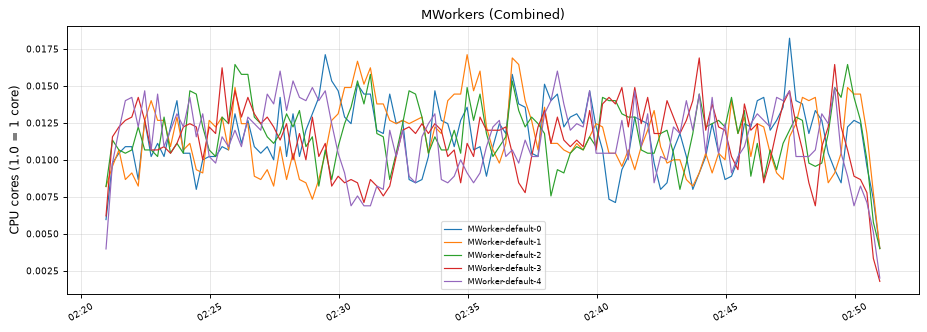 MWorkers (Combined)
CPU cores (1.0 = 1 core)
0.0175
0.0150
0.0125
0.0100
0.0075
0.0050
0.0025
MWorker-default-0
MWorker-default-1
MWorker-default-2
MWorker-default-3
MWorker-default-4
02:20
02:25
02:30
02:35
02:40
02:45
02:50